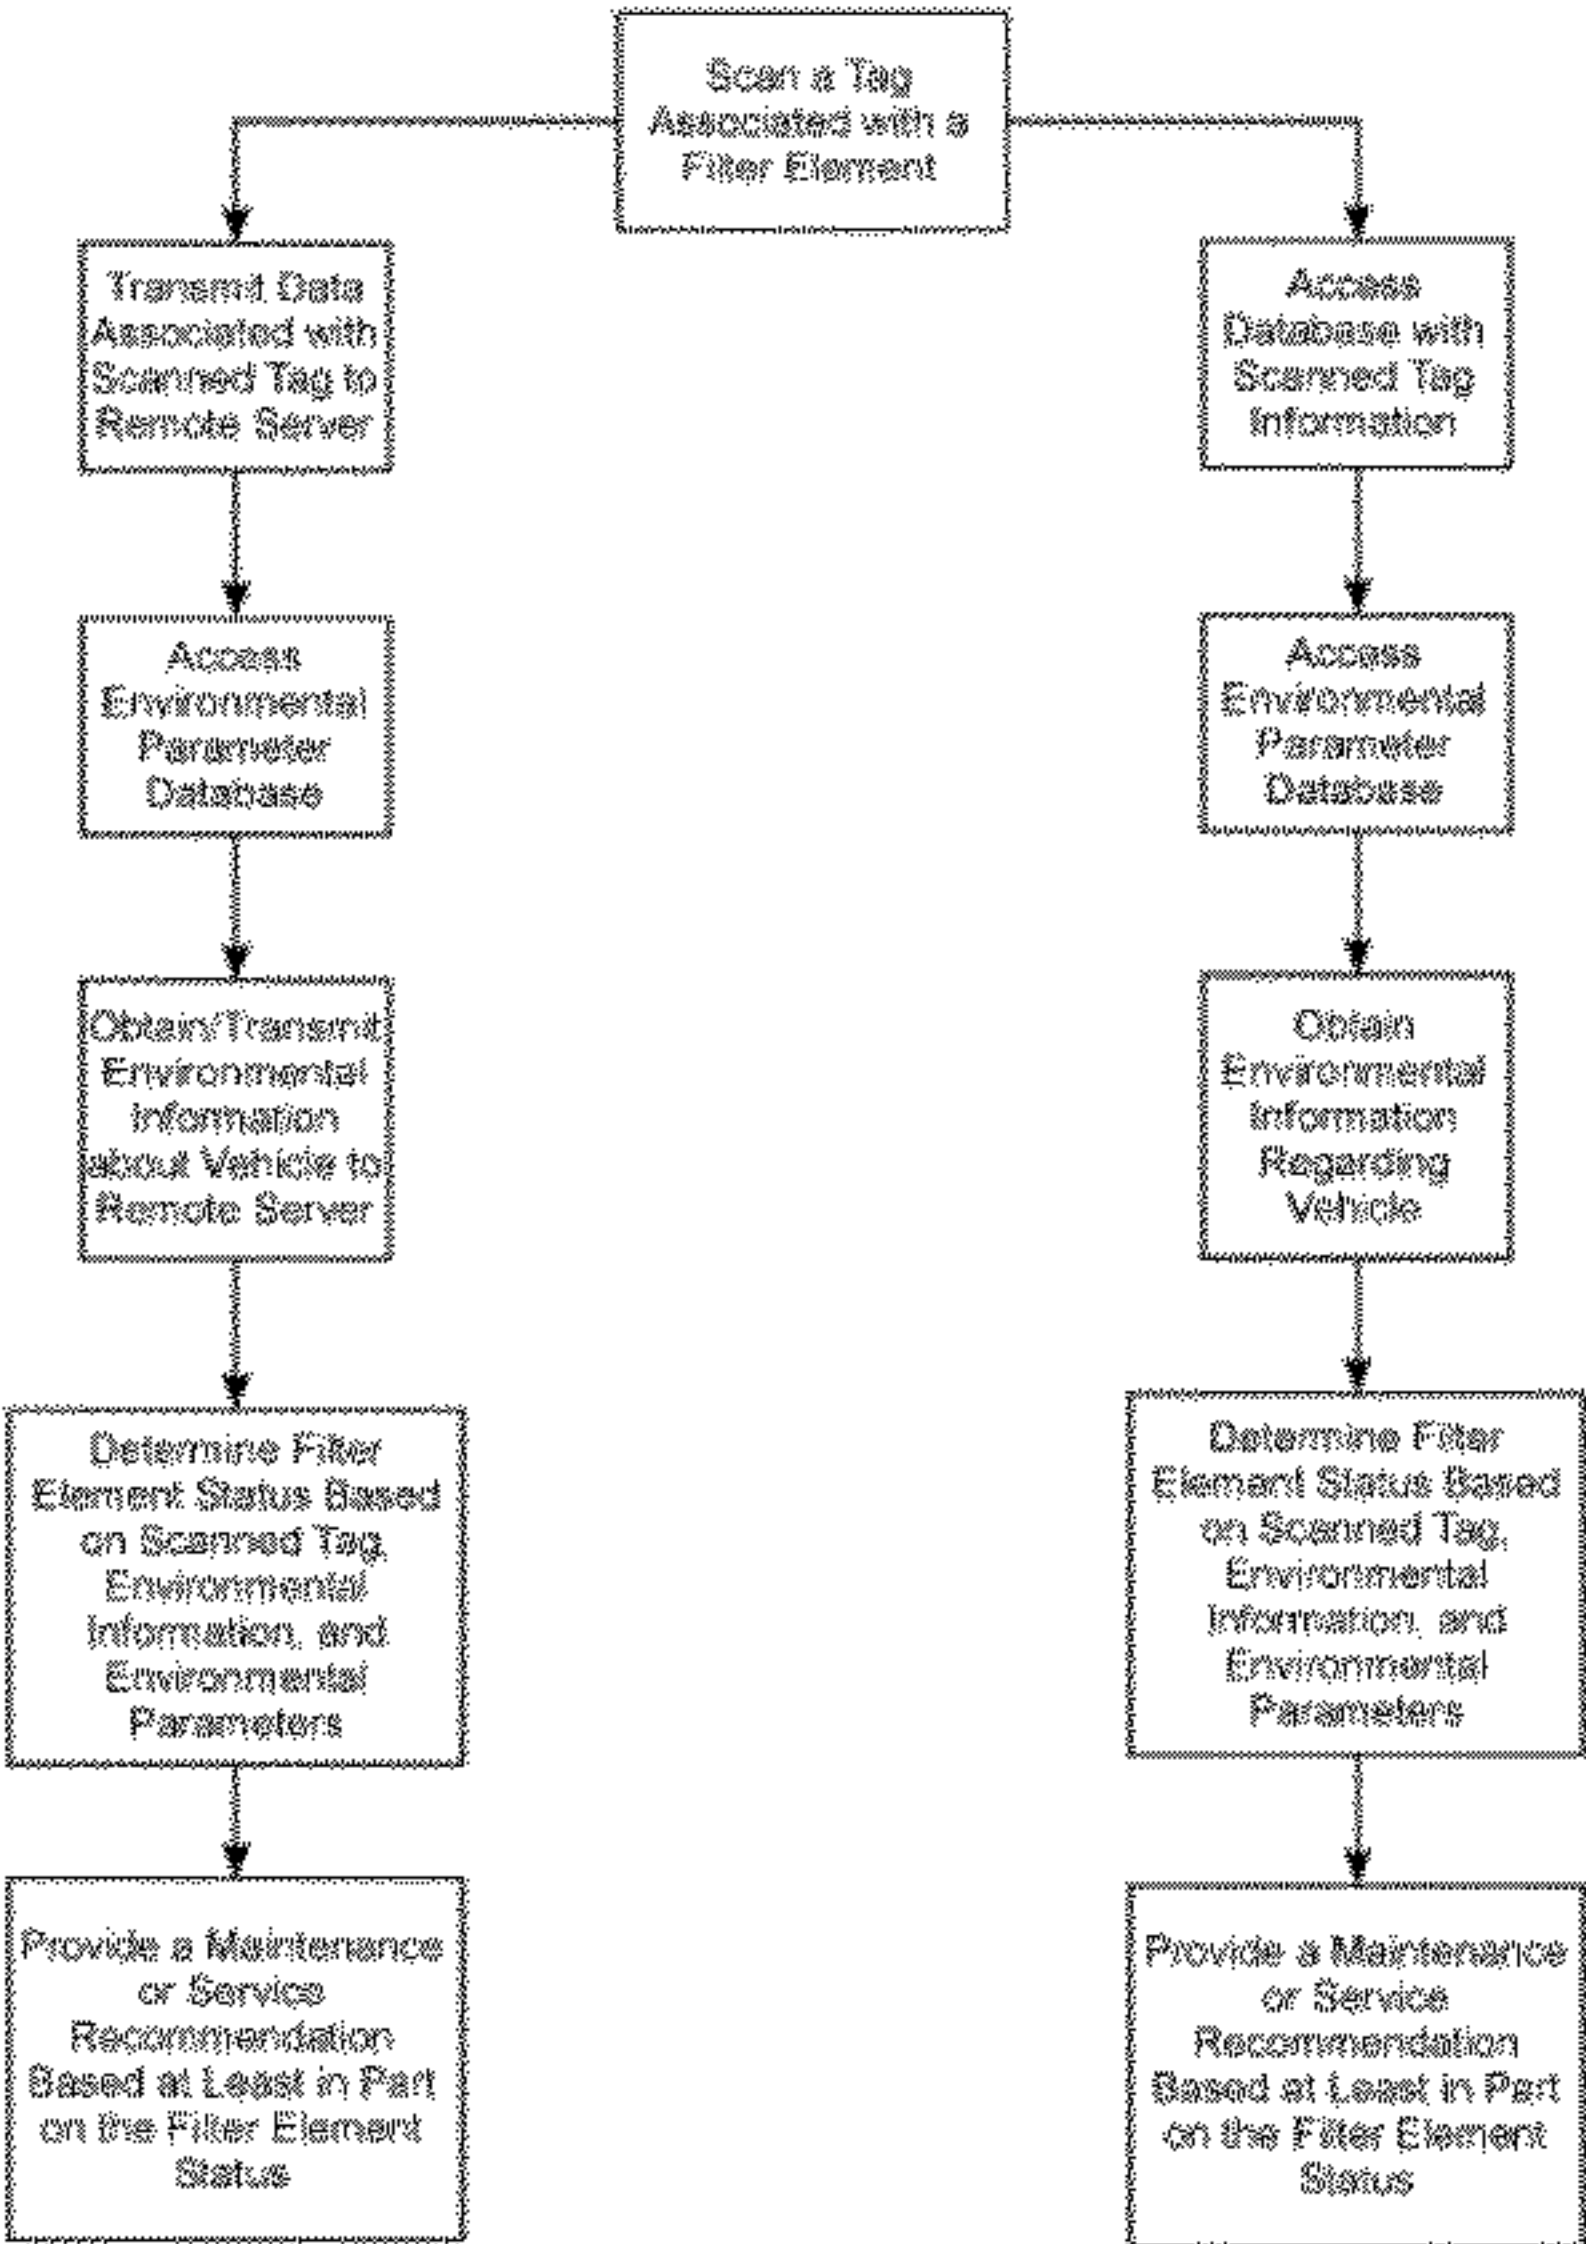 Scan a Tag
Associated with a
Filter Element
Transmit Data
Associated with
Scanned Tag to
Remote Server
Access
Environmental
Parameter
Database
Obtain/Transmit
Environmental
Information
about Vehicle to
Remote Server
Determine Filter
Element Status Based
on Scanned Tag,
Environmental
Information, and
Environmental
Parameters
Provide a Maintenance
or Service
Recommendation
Based at Least in Part
on the Filter Element
Status
Access
Database with
Scanned Tag
Information
Access
Environmental
Parameter
Database
Obtain
Environmental
Information
Regarding
Vehicle
Determine Filter
Element Status Based
on Scanned Tag,
Environmental
Information, and
Environmental
Parameters
Provide a Maintenance
or Service
Recommendation
Based at Least in Part
on the Filter Element
Status